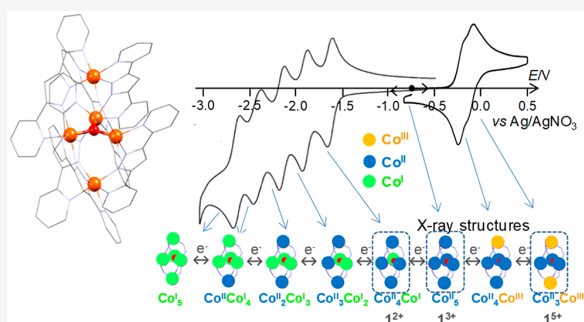 -3.0 -2.5 -2.0 -1.5 -1.0 -0.5 0.0 0.5
E/V
vs Ag/AgNO₃
Coᴵᴵᴵ
Coᴵᴵ
Coᴵ
X-ray structures
e⁻ e⁻ e⁻ e⁻ e⁻ e⁻ e⁻
Coᴵ₅ CoᴵᴵCoᴵ₄ Coᴵᴵ₂Coᴵ₃ Coᴵᴵ₃Coᴵ₂ Coᴵᴵ₄Coᴵ Coᴵᴵ₅ Coᴵᴵ₄Coᴵᴵᴵ Coᴵᴵ₃Coᴵᴵᴵ
1²⁺ 1³⁺ 1⁵⁺